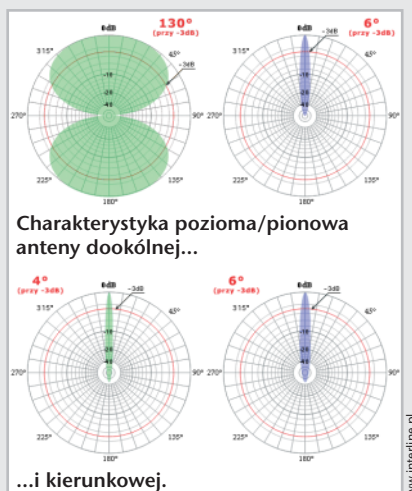 0dB 130° 0dB 6°
(przy -3dB) (przy -3dB)
315° 45° -3dB 315° -3dB 45°
-10 -10
-20 -20
-40 -40
270° 90° 270° 90°
225° 135° 225° 135°
180° 180°
Charakterystyka pozioma/pionowa
anteny dookólnej...
4° 0dB 6° 0dB
(przy -3dB) -3dB (przy -3dB) -3dB
315° 45° 315° 45°
-10 -10
-20 -20
-40 -40
270° 90° 270° 90°
225° 135° 225° 135°
180° 180°
...i kierunkowej.